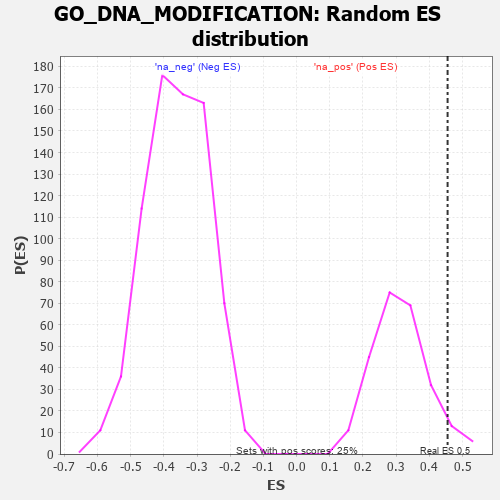 GO_DNA_MODIFICATION: Random ES
distribution
'na_neg' (Neg ES)
'na_pos' (Pos ES)
180
170
160
150
140
130
120
110
100
90
80
70
60
50
40
30
20
10
0
P(ES)
Sets with pos scores: 25%
Real ES 0.5
-0.7 -0.6 -0.5 -0.4 -0.3 -0.2 -0.1 0.0 0.1 0.2 0.3 0.4 0.5
ES